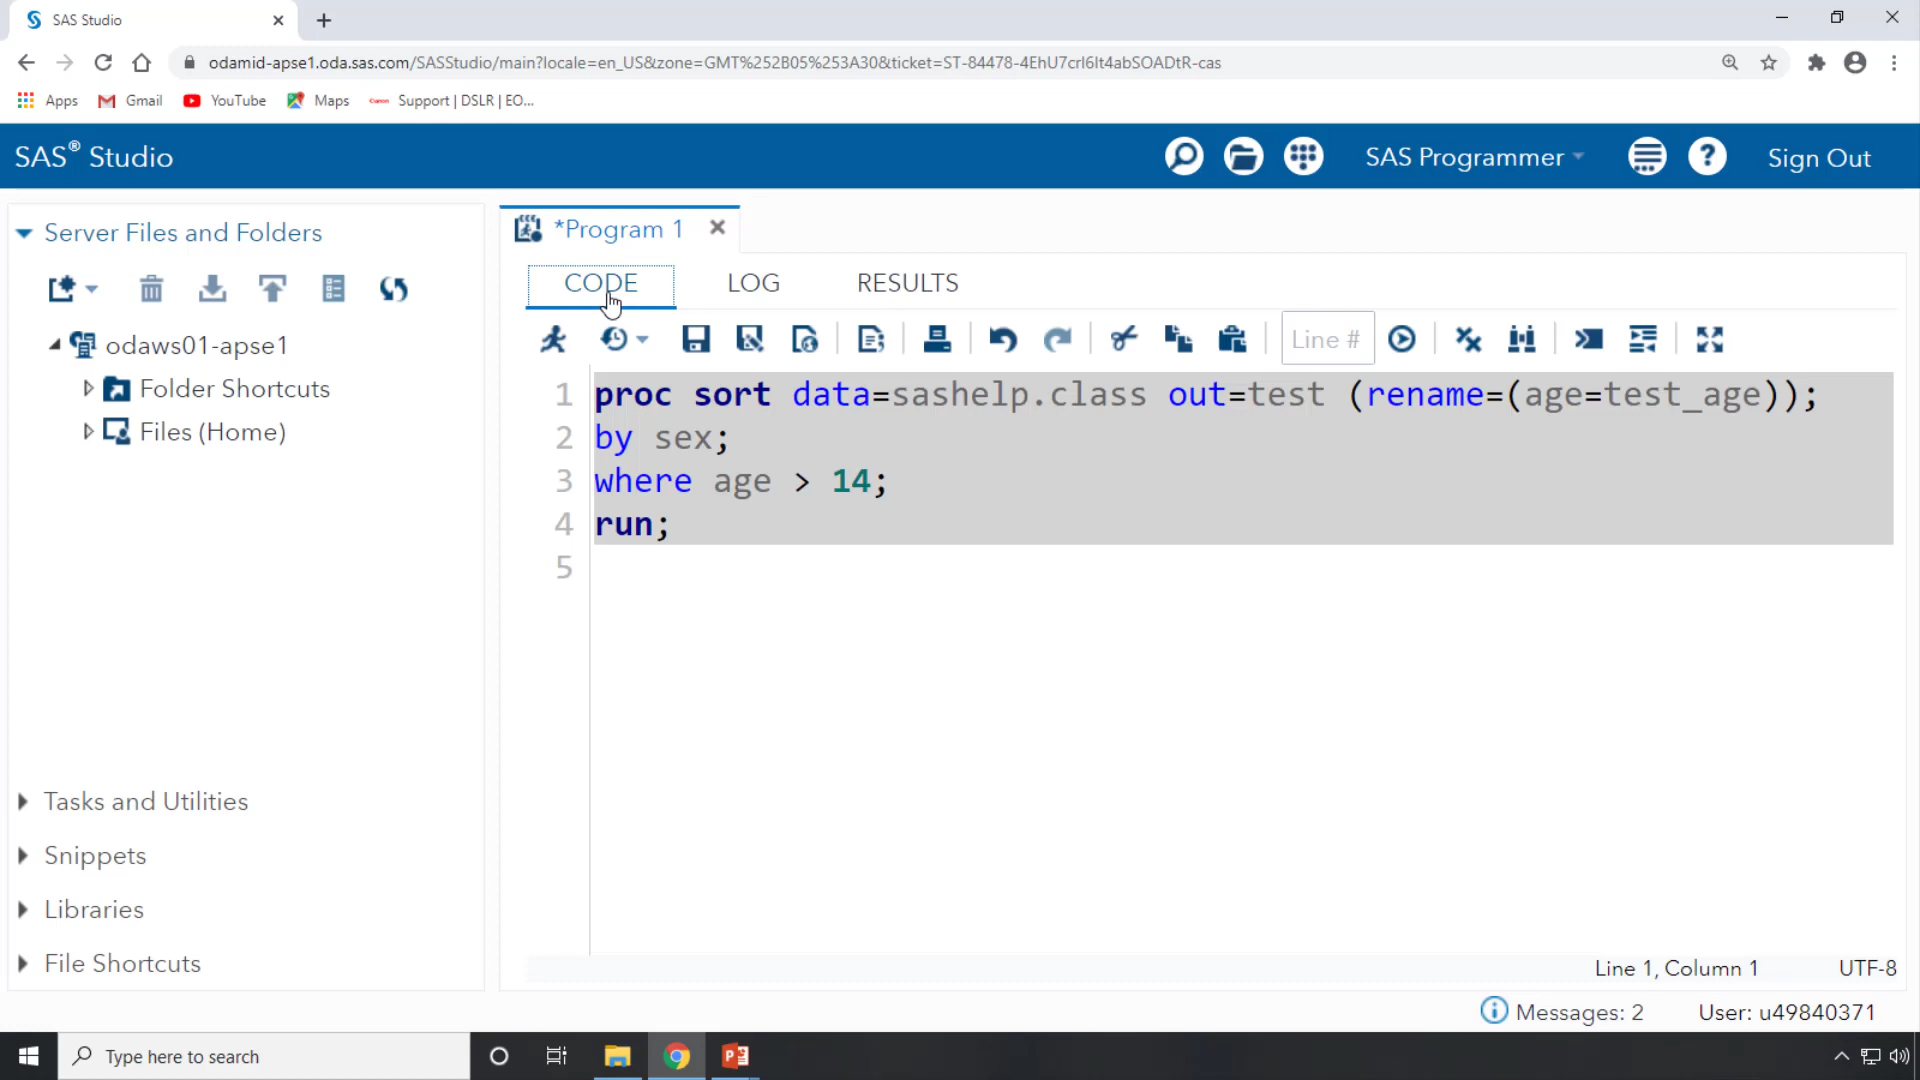 SAS Studio
odamid-apse1.oda.sas.com/SASStudio/main?locale=en_US&zone=GMT%252B05%253A30&ticket=ST-84478-4EhU7crl6lt4abSOADtR-cas
Apps Gmail YouTube Maps Canon Support | DSLR | EO...
SAS® Studio SAS Programmer ? Sign Out
Server Files and Folders
*Program 1
CODE LOG RESULTS
Line #
odaws01-apse1
Folder Shortcuts
Files (Home)
1 proc sort data=sashelp.class out=test (rename=(age=test_age));
2 by sex;
3 where age > 14;
4 run;
5
Tasks and Utilities
Snippets
Libraries
File Shortcuts
Line 1, Column 1 UTF-8
Messages: 2 User: u49840371
Type here to search